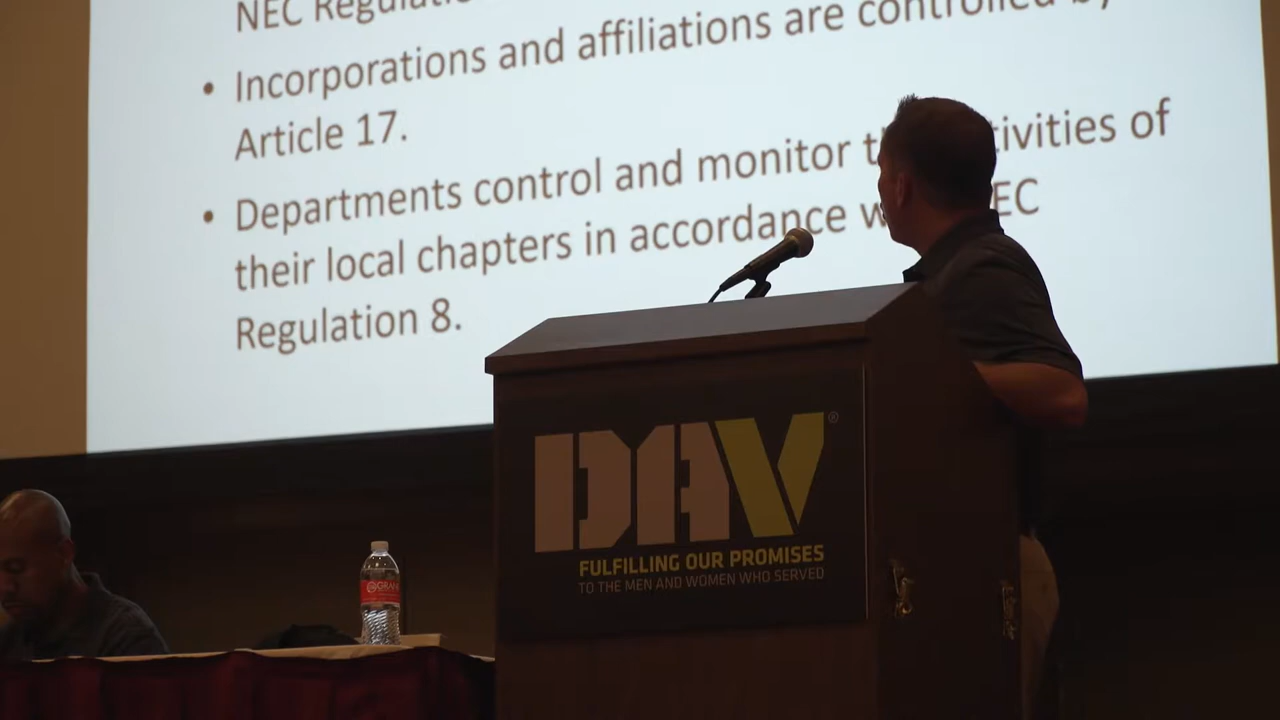 NEC Regulatio
• Incorporations and affiliations are controlled by
Article 17.
• Departments control and monitor t tivities of
their local chapters in accordance w EC
Regulation 8.
DAV®
FULFILLING OUR PROMISES
TO THE MEN AND WOMEN WHO SERVED